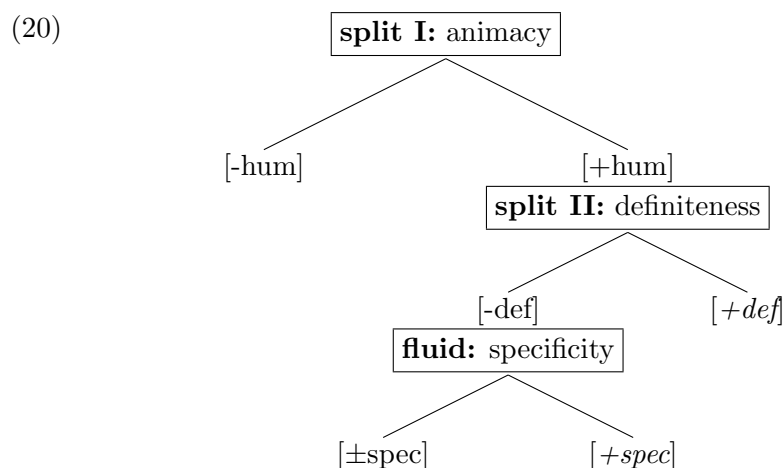 (20)
split I: animacy
[-hum] [+hum]
split II: definiteness
[-def] [+def]
fluid: specificity
[±spec] [+spec]